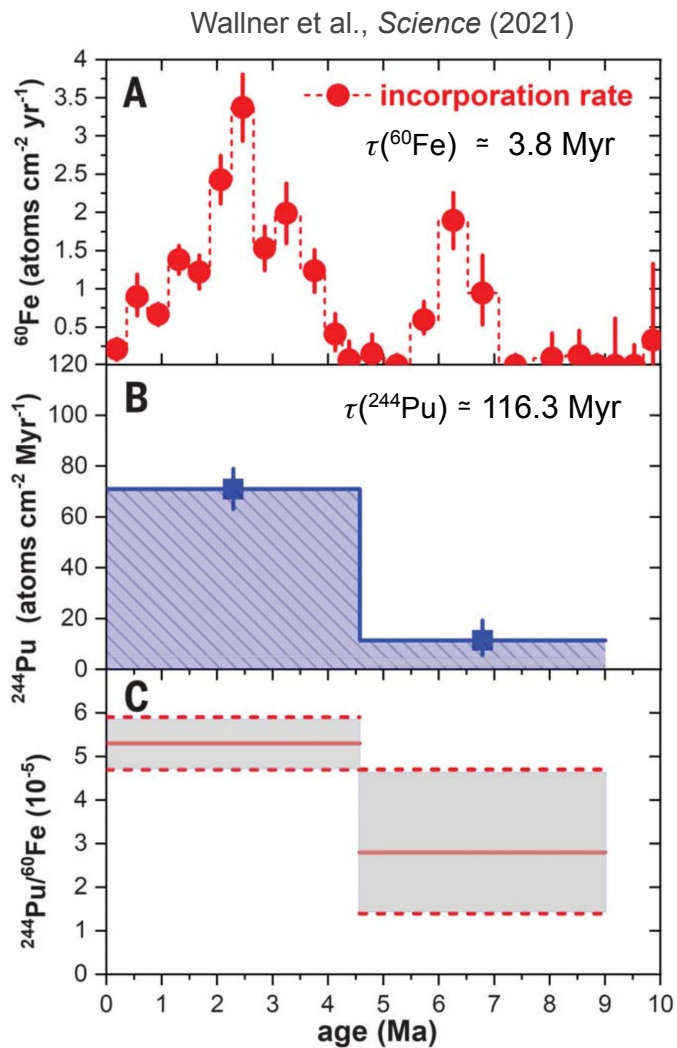 Wallner et al., Science (2021)
4
3.5
3
2.5
2
1.5
1
0.5
120
⁶⁰Fe (atoms cm⁻² yr⁻¹)
A
incorporation rate
τ(⁶⁰Fe) ≃ 3.8 Myr
100
80
60
40
20
0
²⁴⁴Pu (atoms cm⁻² Myr⁻¹)
B
τ(²⁴⁴Pu) ≃ 116.3 Myr
6
5
4
3
2
1
0
²⁴⁴Pu/⁶⁰Fe (10⁻⁵)
C
0 1 2 3 4 5 6 7 8 9 10
age (Ma)